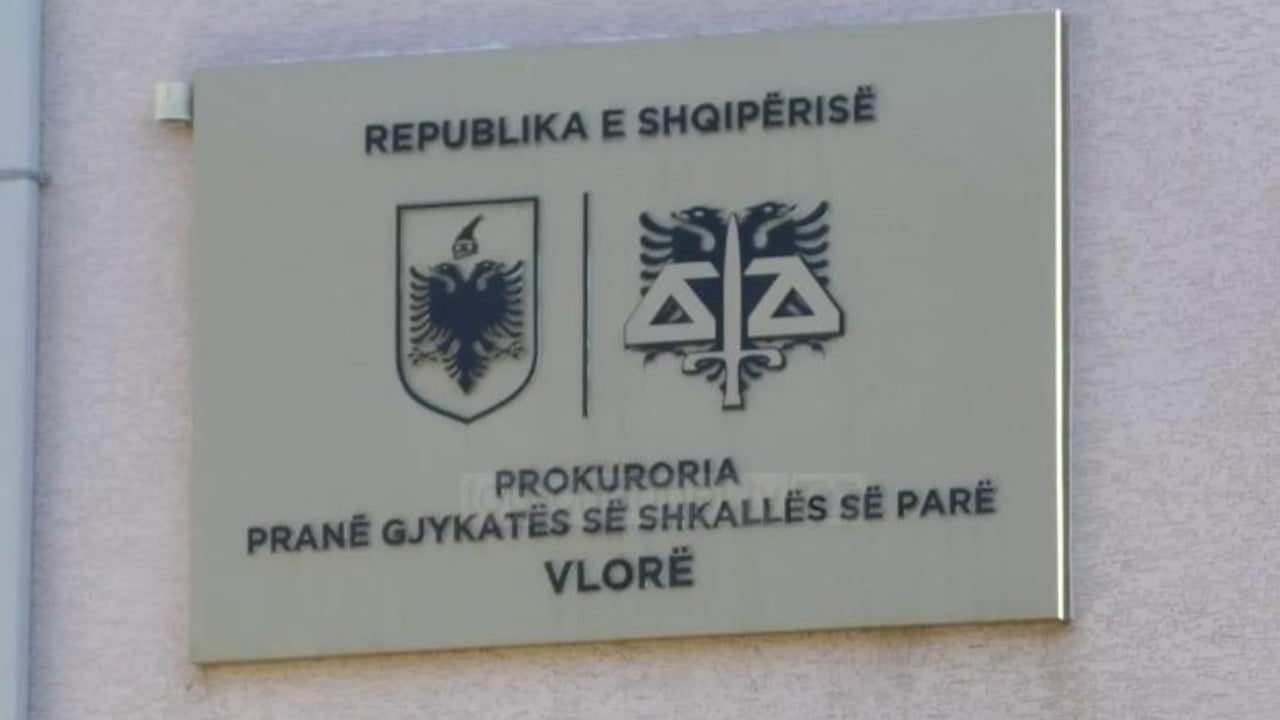 REPUBLIKA E SHQIPËRISË
PROKURORIA
PRANË GJYKATËS SË SHKALLËS SË PARË
VLORË